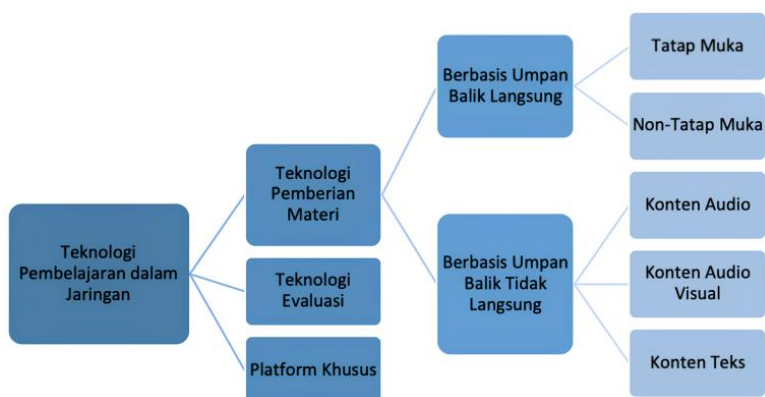 Teknologi
Pembelajaran dalam
Jaringan
Teknologi
Pemberian
Materi
Teknologi
Evaluasi
Platform Khusus
Berbasis Umpan
Balik Langsung
Berbasis Umpan
Balik Tidak
Langsung
Tatap Muka
Non-Tatap Muka
Konten Audio
Konten Audio
Visual
Konten Teks